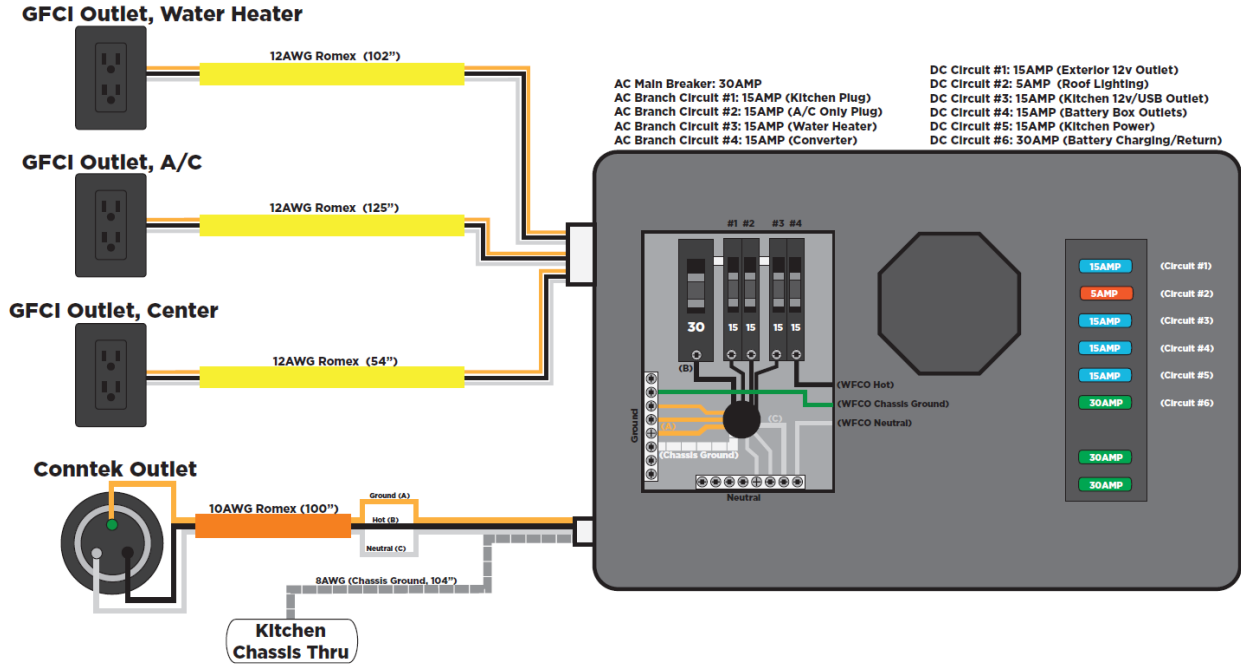 GFCI Outlet, Water Heater
12AWG Romex (102")
GFCI Outlet, A/C
12AWG Romex (125")
GFCI Outlet, Center
12AWG Romex (54")
Conntek Outlet
10AWG Romex (100")
Ground (A)
Hot (B)
Neutral (C)
8AWG (Chassis Ground, 104")
Kitchen
Chassis Thru
AC Main Breaker: 30AMP
AC Branch Circuit #1: 15AMP (Kitchen Plug)
AC Branch Circuit #2: 15AMP (A/C Only Plug)
AC Branch Circuit #3: 15AMP (Water Heater)
AC Branch Circuit #4: 15AMP (Converter)
DC Circuit #1: 15AMP (Exterior 12v Outlet)
DC Circuit #2: 5AMP (Roof Lighting)
DC Circuit #3: 15AMP (Kitchen 12v/USB Outlet)
DC Circuit #4: 15AMP (Battery Box Outlets)
DC Circuit #5: 15AMP (Kitchen Power)
DC Circuit #6: 30AMP (Battery Charging/Return)
#1 #2 #3 #4
30 15 15 15 15
(B)
(WFCO Hot)
(WFCO Chassis Ground)
(WFCO Neutral)
Ground
(A)
(C)
(Chassis Ground)
Neutral
15AMP (Circuit #1)
5AMP (Circuit #2)
15AMP (Circuit #3)
15AMP (Circuit #4)
15AMP (Circuit #5)
30AMP (Circuit #6)
30AMP
30AMP